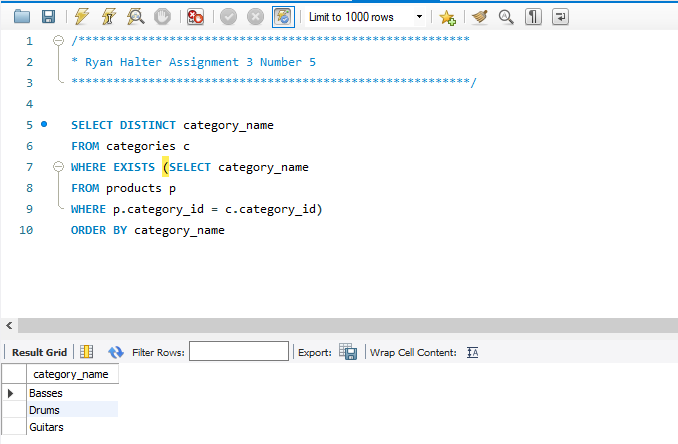 Limit to 1000 rows
1 /********************************************************
2 * Ryan Halter Assignment 3 Number 5
3 *********************************************************/
4
5 SELECT DISTINCT category_name
6 FROM categories c
7 WHERE EXISTS (SELECT category_name
8 FROM products p
9 WHERE p.category_id = c.category_id)
10 ORDER BY category_name
Result Grid Filter Rows: Export: Wrap Cell Content: IA
category_name
Basses
Drums
Guitars